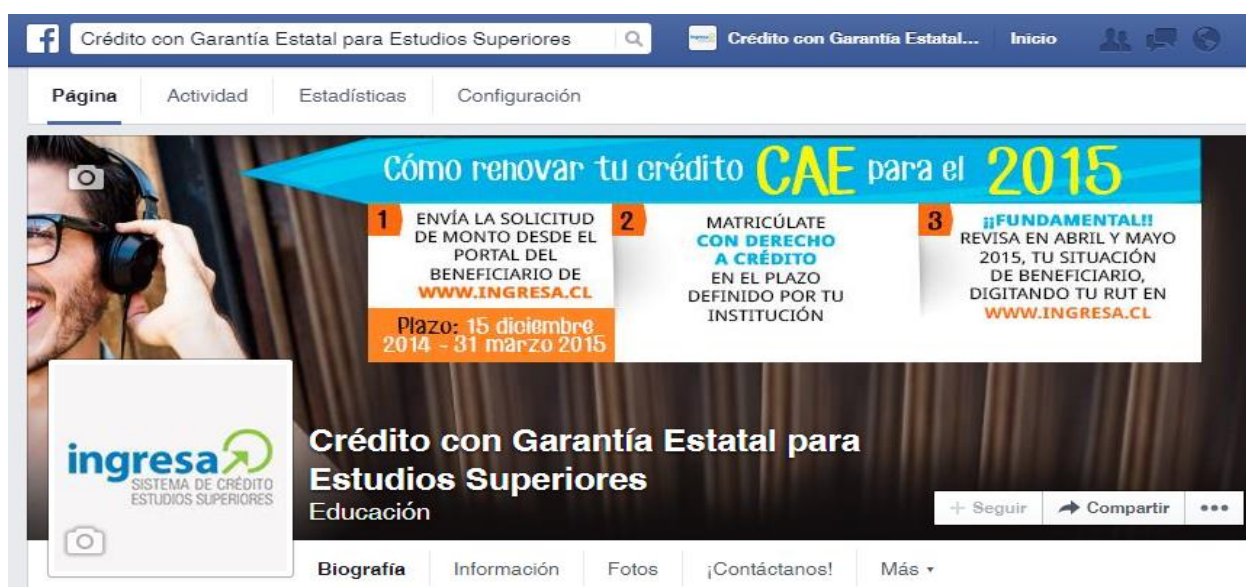 Crédito con Garantía Estatal para Estudios Superiores
Crédito con Garantía Estatal...
Inicio
Página
Actividad
Estadísticas
Configuración
Cómo renovar tu crédito CAE para el 2015
1
ENVÍA LA SOLICITUD
DE MONTO DESDE EL
PORTAL DEL
BENEFICIARIO DE
WWW.INGRESA.CL
Plazo: 15 diciembre
2014 - 31 marzo 2015
2
MATRICÚLATE
CON DERECHO
A CRÉDITO
EN EL PLAZO
DEFINIDO POR TU
INSTITUCIÓN
3
¡¡FUNDAMENTAL!!
REVISA EN ABRIL Y MAYO
2015, TU SITUACIÓN
DE BENEFICIARIO,
DIGITANDO TU RUT EN
WWW.INGRESA.CL
ingresa
SISTEMA DE CRÉDITO
ESTUDIOS SUPERIORES
Crédito con Garantía Estatal para
Estudios Superiores
Educación
+ Seguir
Compartir
Biografía
Información
Fotos
¡Contáctanos!
Más